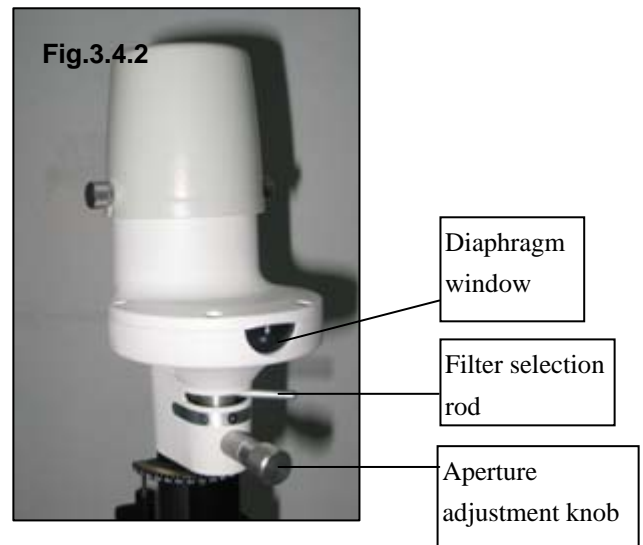 Fig.3.4.2
Diaphragm
window
Filter selection
rod
Aperture
adjustment knob